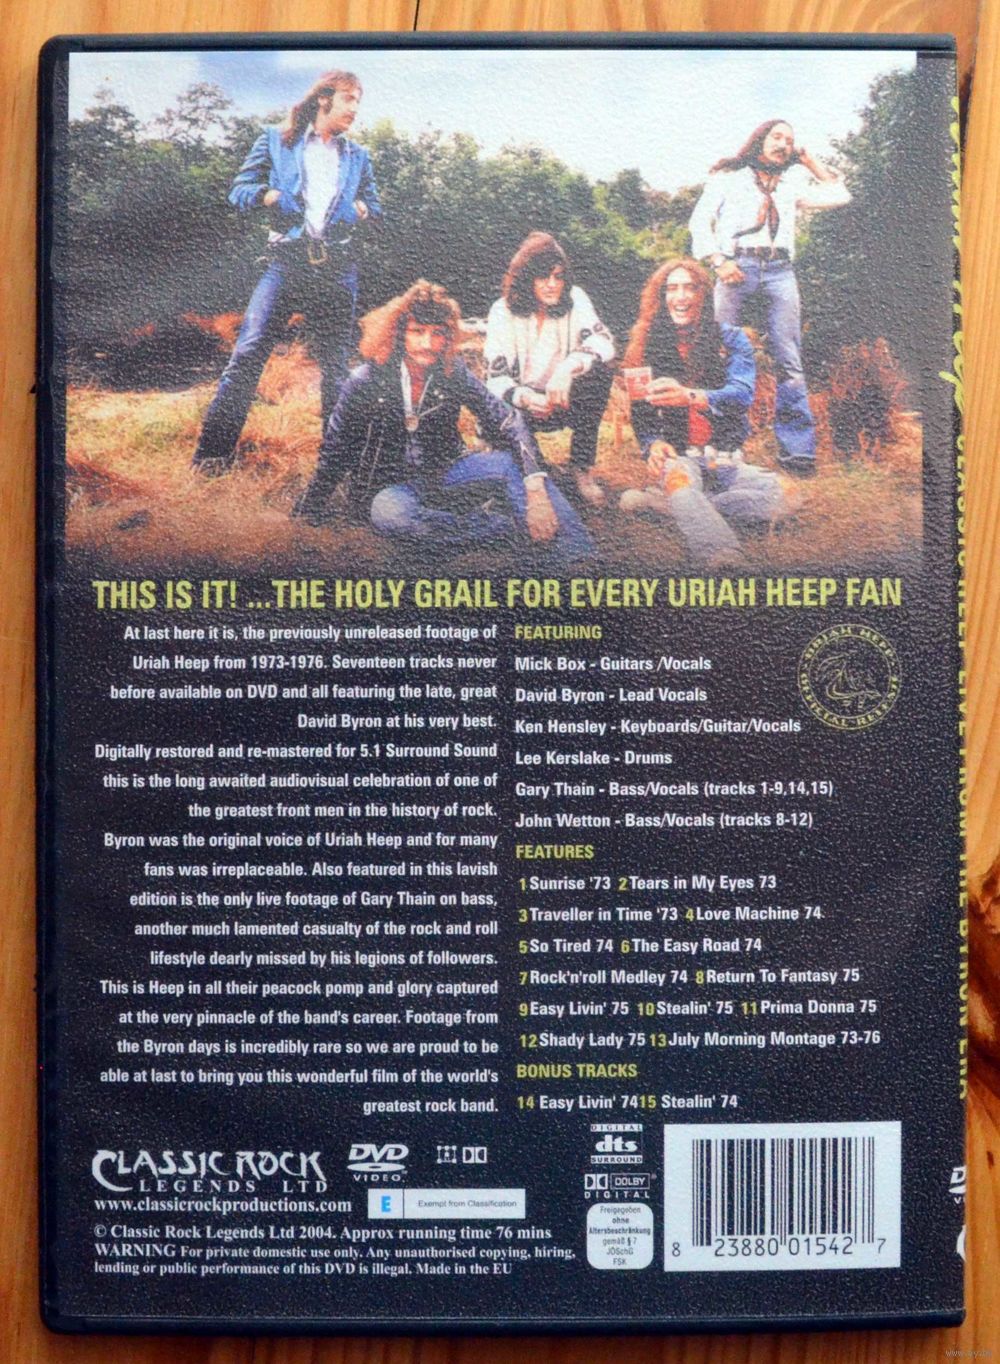 THIS IS IT! ...THE HOLY GRAIL FOR EVERY URIAH HEEP FAN
At last here it is, the previously unreleased footage of
Uriah Heep from 1973-1976. Seventeen tracks never
before available on DVD and all featuring the late, great
David Byron at his very best.
Digitally restored and re-mastered for 5.1 Surround Sound
this is the long awaited audiovisual celebration of one of
the greatest front men in the history of rock.
Byron was the original voice of Uriah Heep and for many
fans was irreplaceable. Also featured in this lavish
edition is the only live footage of Gary Thain on bass,
another much lamented casualty of the rock and roll
lifestyle dearly missed by his legions of followers.
This is Heep in all their peacock pomp and glory captured
at the very pinnacle of the band's career. Footage from
the Byron days is incredibly rare so we are proud to be
able at last to bring you this wonderful film of the world's
greatest rock band.
FEATURING
Mick Box - Guitars /Vocals
David Byron - Lead Vocals
Ken Hensley - Keyboards/Guitar/Vocals
Lee Kerslake - Drums
Gary Thain - Bass/Vocals (tracks 1-9,14,15)
John Wetton - Bass/Vocals (tracks 8-12)
URIAH HEEP
OFFICIAL RELEASE
FEATURES
1 Sunrise '73 2 Tears in My Eyes 73
3 Traveller in Time '73 4 Love Machine 74
5 So Tired 74 6 The Easy Road 74
7 Rock'n'roll Medley 74 8 Return To Fantasy 75
9 Easy Livin' 75 10 Stealin' 75 11 Prima Donna 75
12 Shady Lady 75 13 July Morning Montage 73-76
BONUS TRACKS
14 Easy Livin' 74 15 Stealin' 74
CLASSIC ROCK
LEGENDS LTD
www.classicrockproductions.com
DVD
VIDEO
E Exempt from Classification
© Classic Rock Legends Ltd 2004. Approx running time 76 mins
WARNING For private domestic use only. Any unauthorised copying, hiring,
lending or public performance of this DVD is illegal. Made in the EU
DIGITAL
dts
SURROUND
DOLBY
DIGITAL
Freigegeben
ohne
Altersbeschränkung
gemäß § 7
JÖSchG
FSK
8 23880 01542 7